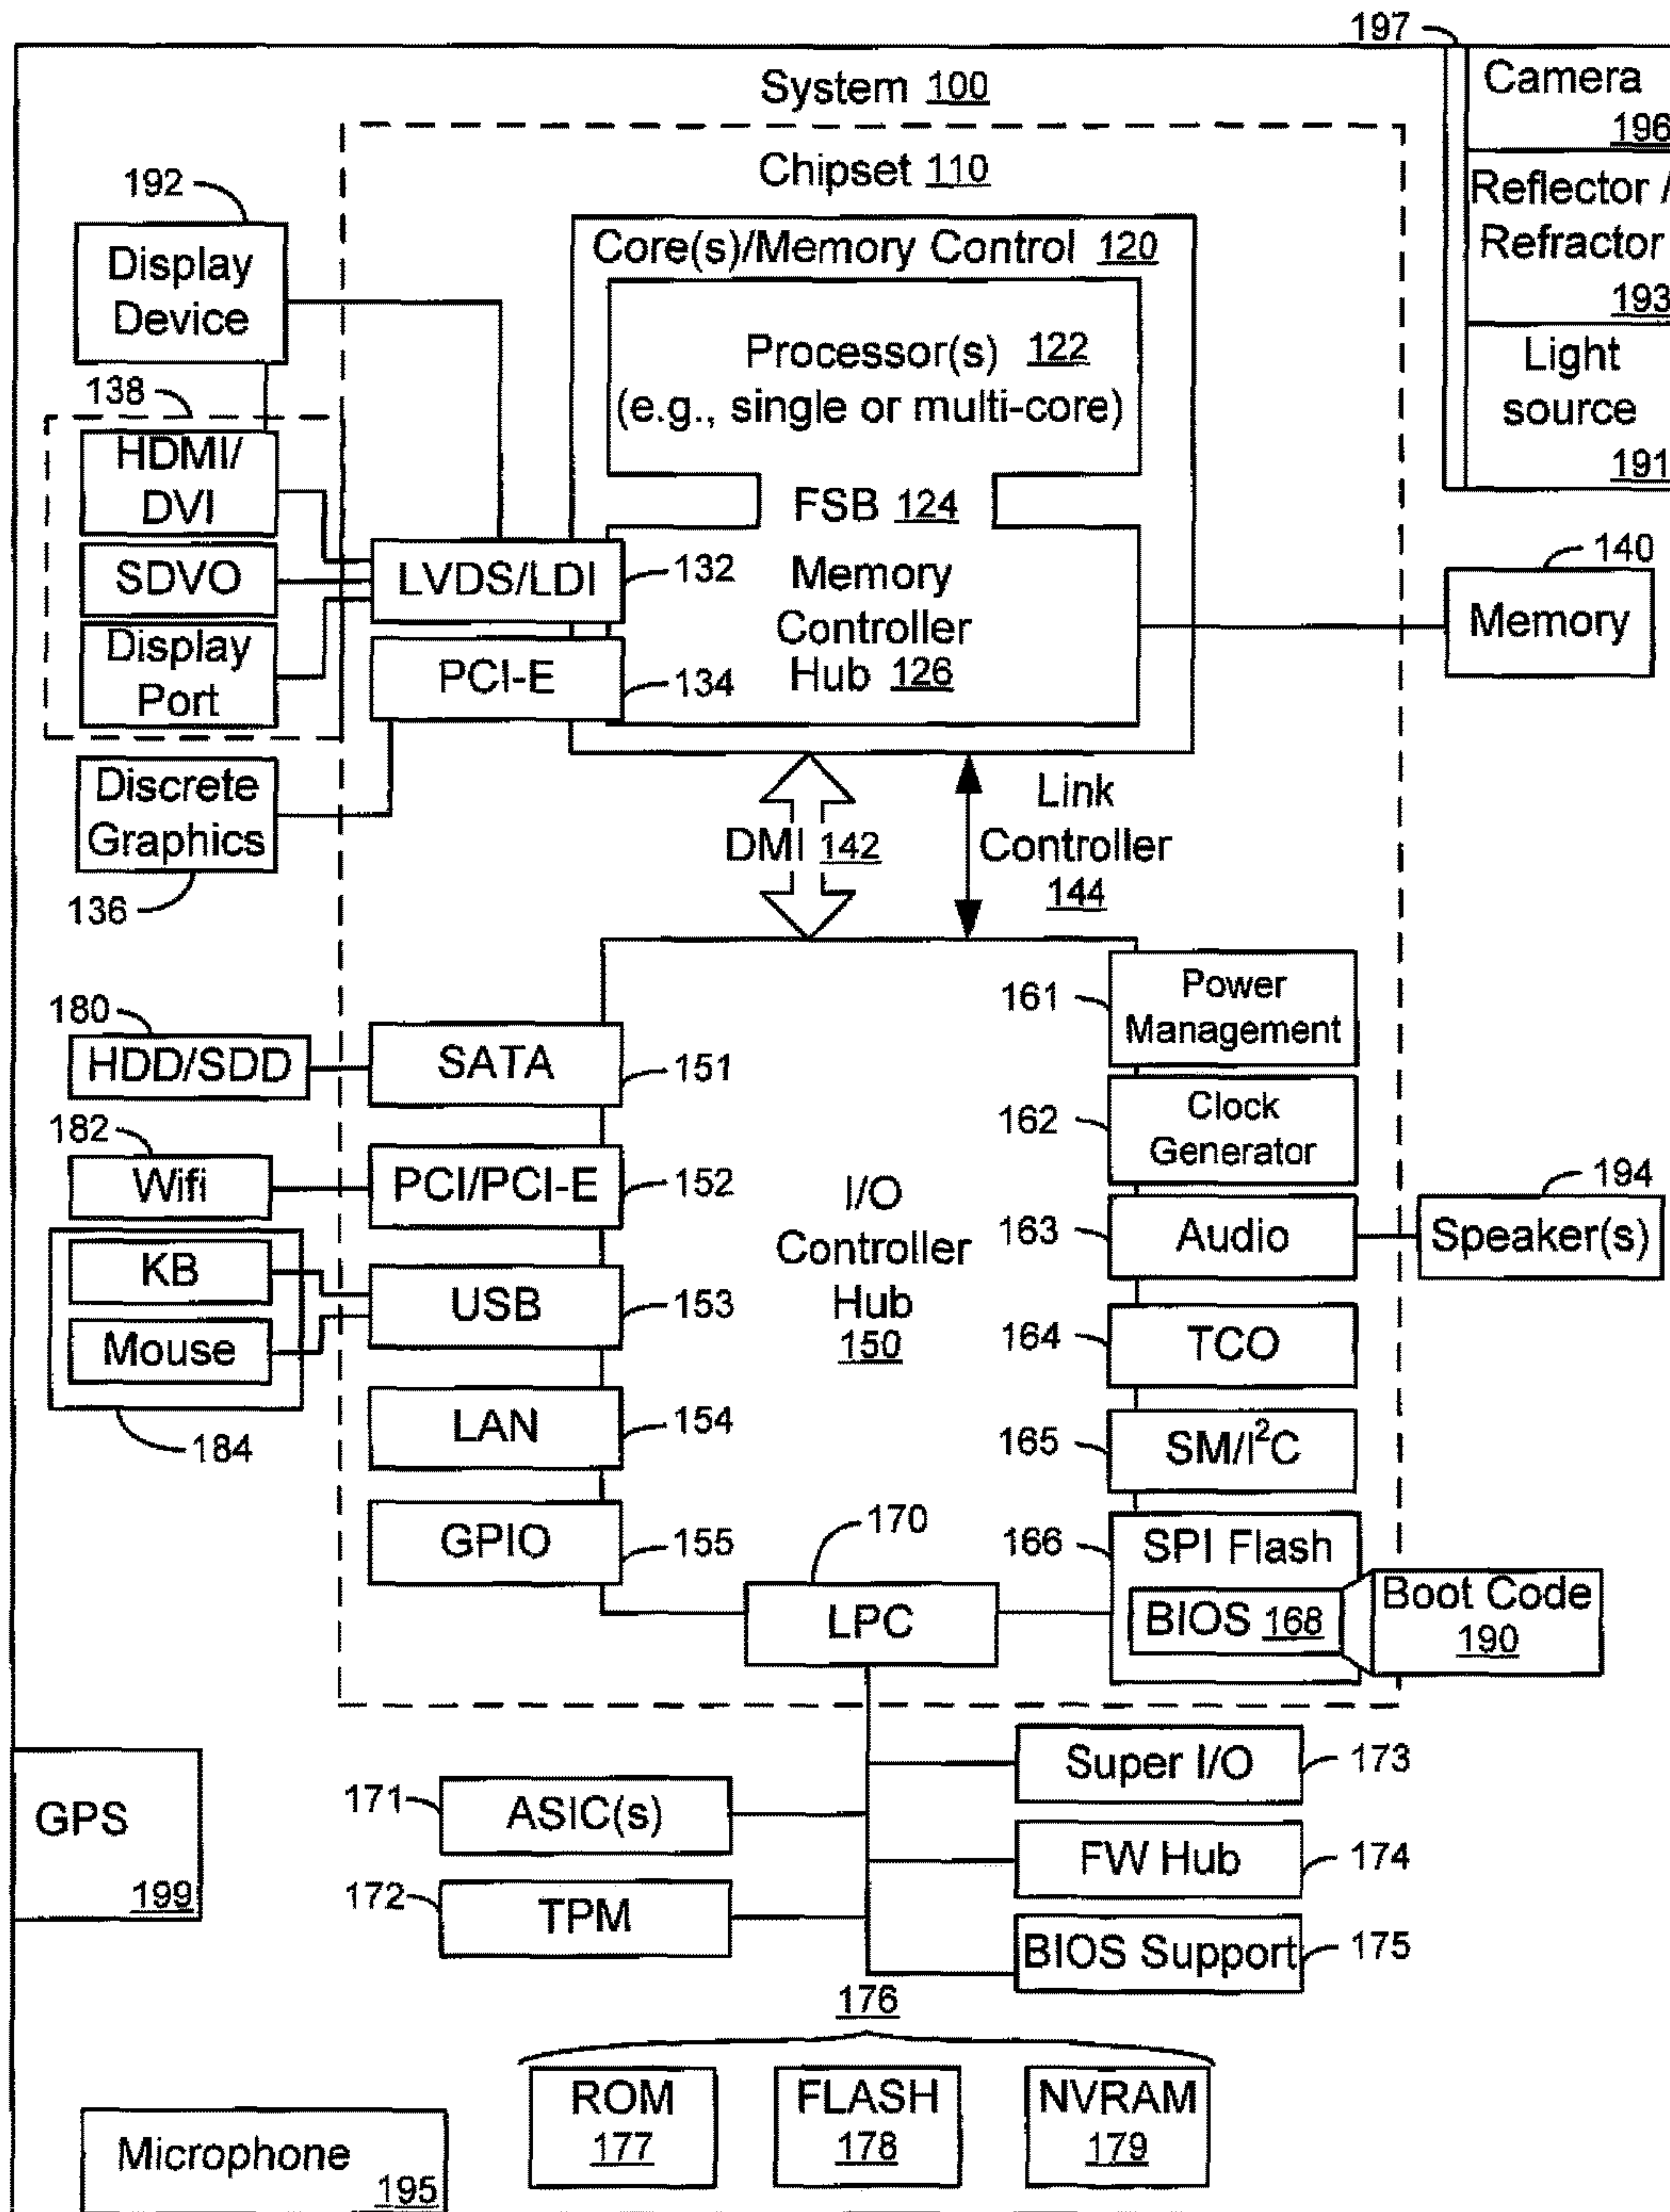 197
System 100
Camera
196
Chipset 110
192
Reflector /
Refractor
193
Display
Device
Core(s)/Memory Control 120
Processor(s) 122
(e.g., single or multi-core)
Light
source
191
138
HDMI/
DVI
FSB 124
SDVO
LVDS/LDI
132
Memory
Controller
Hub 126
140
Memory
Display
Port
PCI-E
134
Discrete
Graphics
136
DMI 142
Link
Controller
144
161
Power
Management
180
HDD/SDD
SATA
151
162
Clock
Generator
182
Wifi
PCI/PCI-E
152
I/O
Controller
Hub
150
163
Audio
194
Speaker(s)
KB
Mouse
184
USB
153
164
TCO
LAN
154
165
SM/I²C
GPIO
155
170
LPC
166
SPI Flash
BIOS 168
Boot Code
190
Super I/O
173
GPS
199
171
ASIC(s)
FW Hub
174
172
TPM
BIOS Support
175
176
ROM
177
FLASH
178
NVRAM
179
Microphone
195